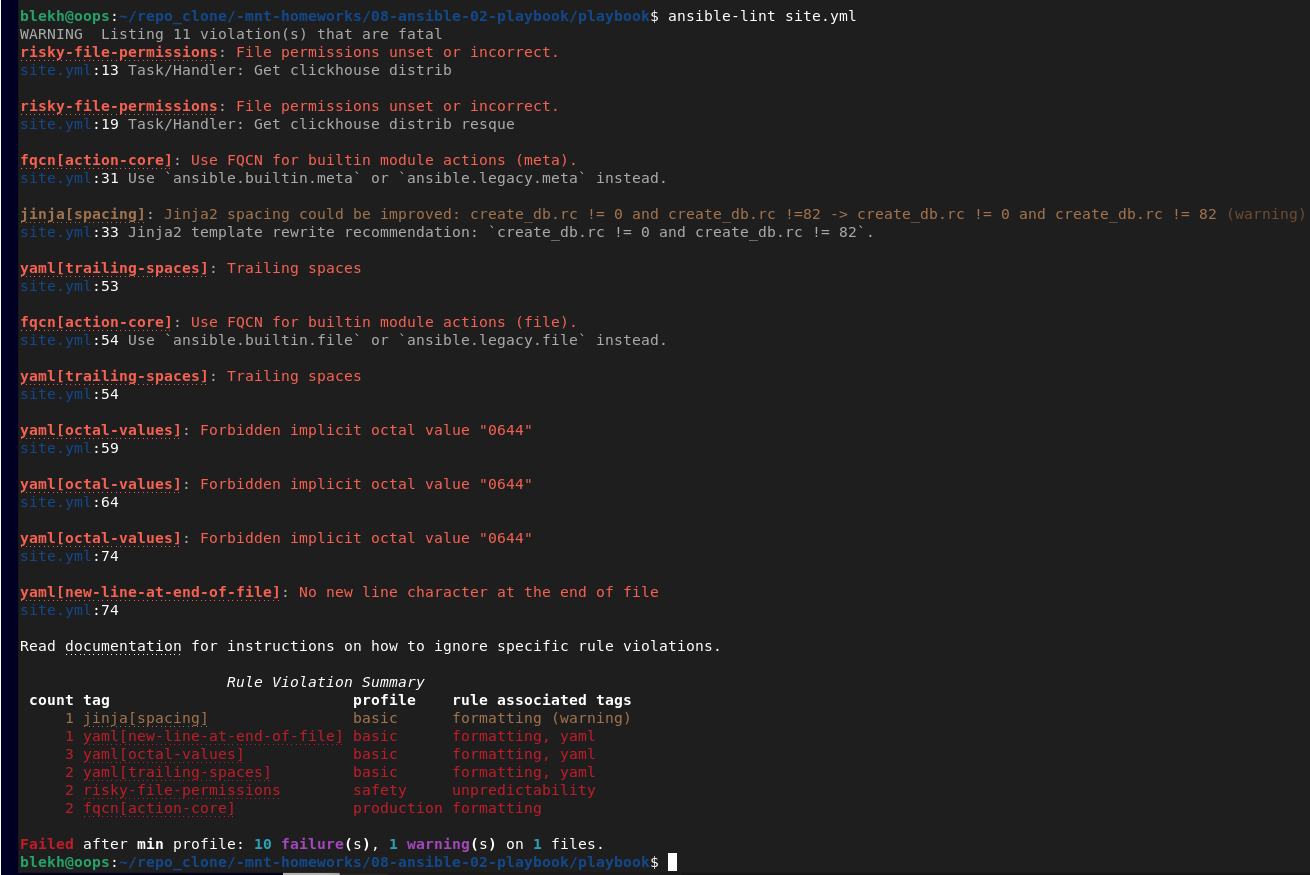 blekh@oops:~/repo_clone/-mnt-homeworks/08-ansible-02-playbook/playbook$ ansible-lint site.yml
WARNING  Listing 11 violation(s) that are fatal
risky-file-permissions: File permissions unset or incorrect.
site.yml:13 Task/Handler: Get clickhouse distrib
risky-file-permissions: File permissions unset or incorrect.
site.yml:19 Task/Handler: Get clickhouse distrib resque
fqcn[action-core]: Use FQCN for builtin module actions (meta).
site.yml:31 Use `ansible.builtin.meta` or `ansible.legacy.meta` instead.
jinja[spacing]: Jinja2 spacing could be improved: create_db.rc != 0 and create_db.rc !=82 -> create_db.rc != 0 and create_db.rc != 82 (warning)
site.yml:33 Jinja2 template rewrite recommendation: `create_db.rc != 0 and create_db.rc != 82`.
yaml[trailing-spaces]: Trailing spaces
site.yml:53
fqcn[action-core]: Use FQCN for builtin module actions (file).
site.yml:54 Use `ansible.builtin.file` or `ansible.legacy.file` instead.
yaml[trailing-spaces]: Trailing spaces
site.yml:54
yaml[octal-values]: Forbidden implicit octal value "0644"
site.yml:59
yaml[octal-values]: Forbidden implicit octal value "0644"
site.yml:64
yaml[octal-values]: Forbidden implicit octal value "0644"
site.yml:74
yaml[new-line-at-end-of-file]: No new line character at the end of file
site.yml:74
Read documentation for instructions on how to ignore specific rule violations.
Rule Violation Summary
count tag profile rule associated tags
1 jinja[spacing] basic formatting (warning)
1 yaml[new-line-at-end-of-file] basic formatting, yaml
3 yaml[octal-values] basic formatting, yaml
2 yaml[trailing-spaces] basic formatting, yaml
2 risky-file-permissions safety unpredictability
2 fqcn[action-core] production formatting
Failed after min profile: 10 failure(s), 1 warning(s) on 1 files.
blekh@oops:~/repo_clone/-mnt-homeworks/08-ansible-02-playbook/playbook$